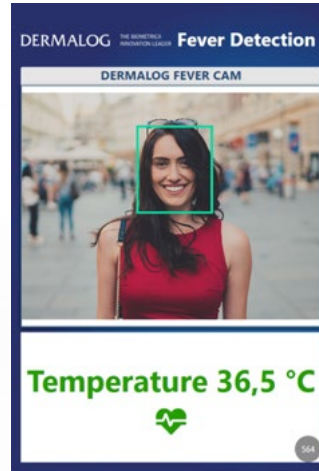 DERMALOG THE BIOMETRICS INNOVATION LEADER Fever Detection
DERMALOG FEVER CAM
Temperature 36,5 °C
564